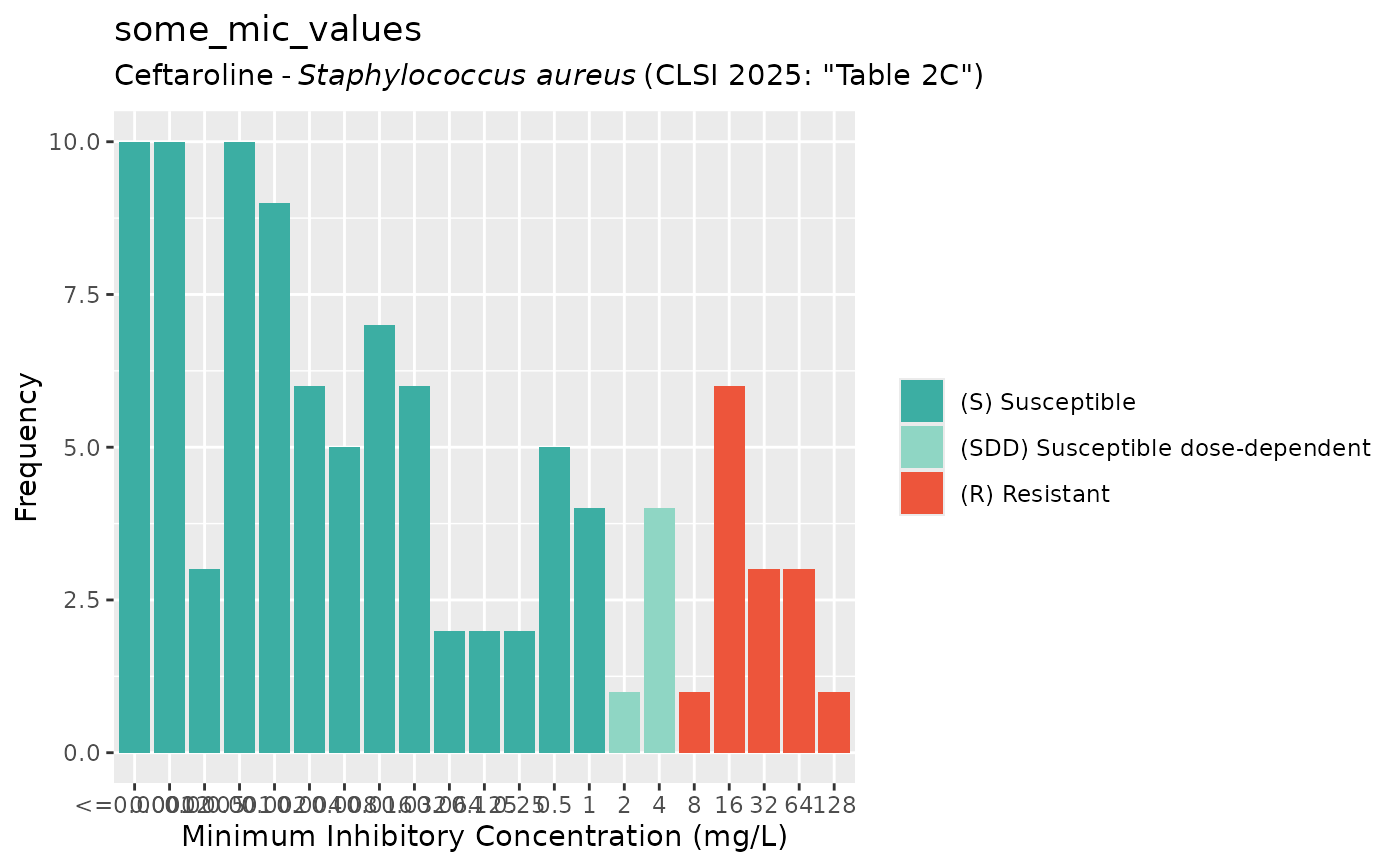 some_mic_values
Ceftaroline - Staphylococcus aureus (CLSI 2025: "Table 2C")
10.0
7.5
5.0
2.5
0.0
Frequency
0.5 1 2 4 8 16 32 64 128
Minimum Inhibitory Concentration (mg/L)
(S) Susceptible
(SDD) Susceptible dose-dependent
(R) Resistant